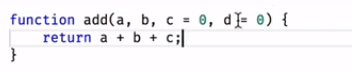 function add(a, b, c = 0, d = 0) {
    return a + b + c;
}